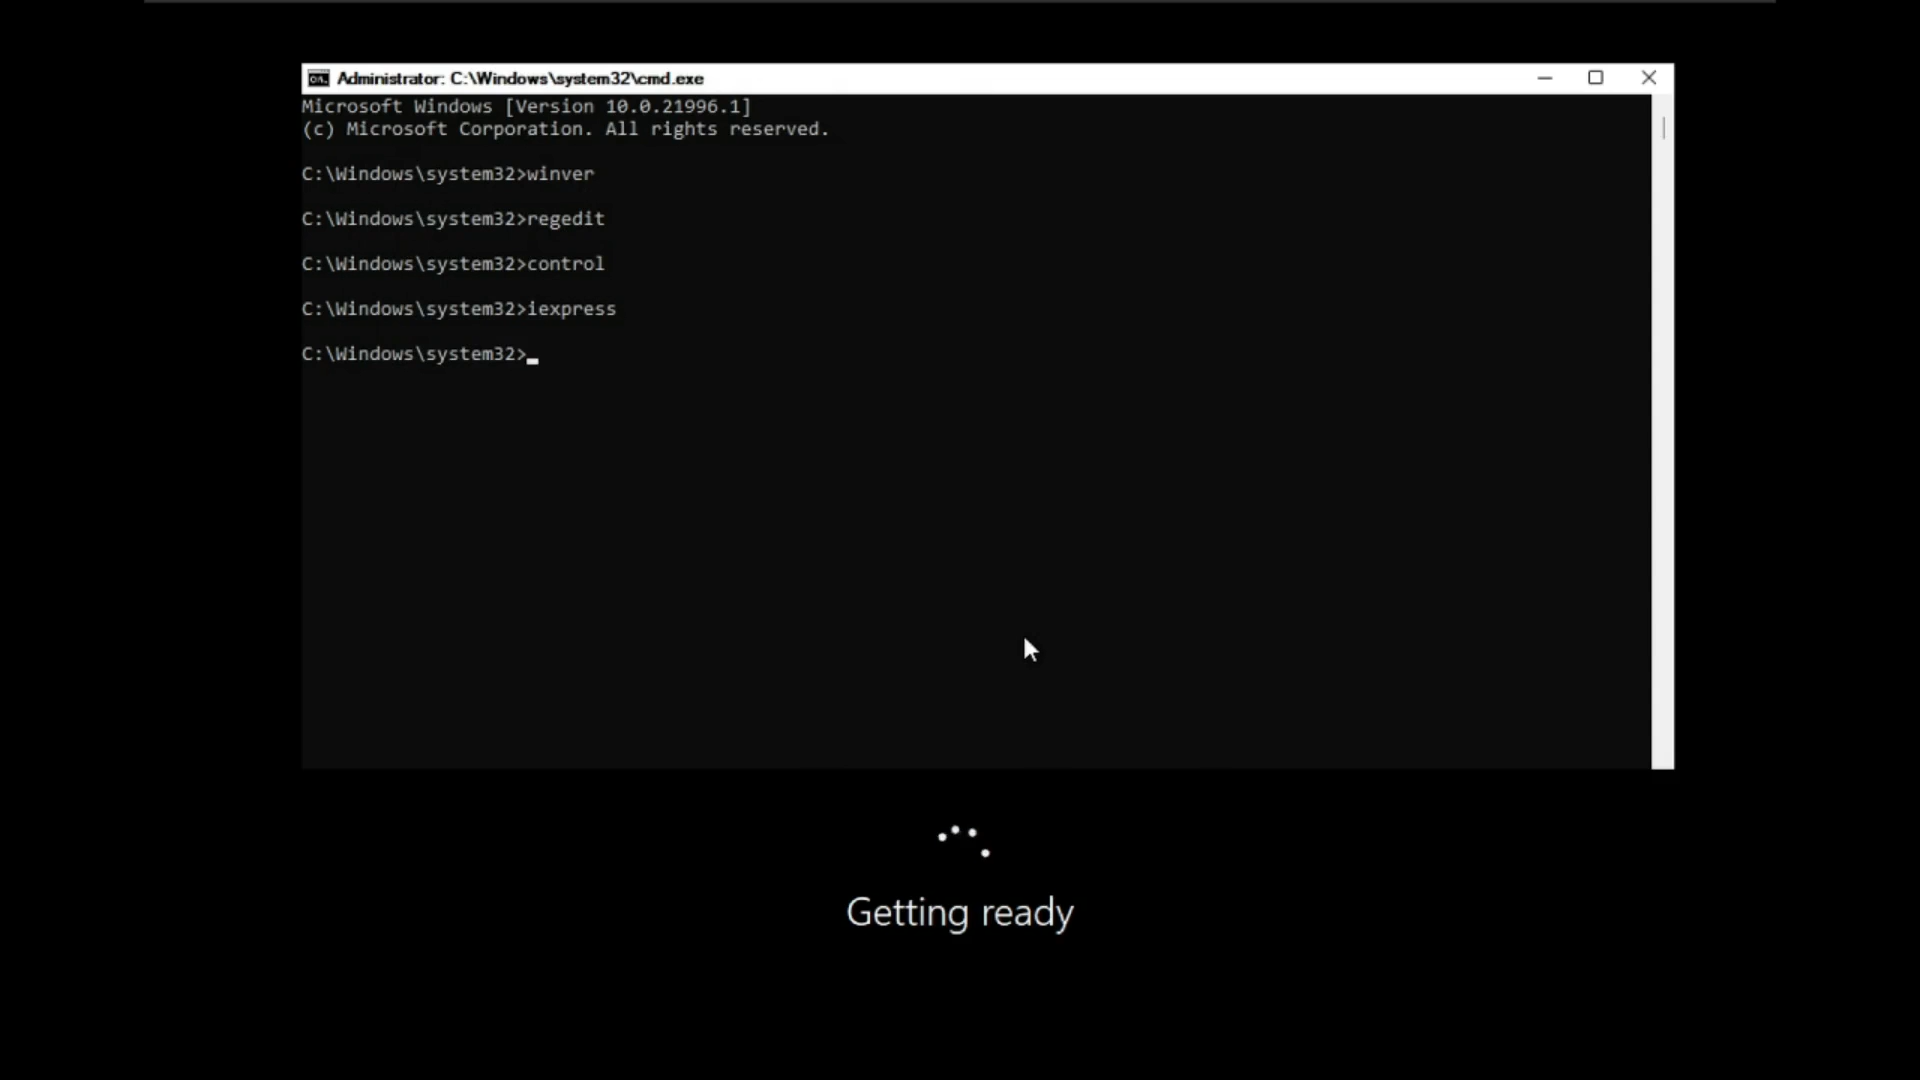 Administrator: C:\Windows\system32\cmd.exe
Microsoft Windows [Version 10.0.21996.1]
(c) Microsoft Corporation. All rights reserved.
C:\Windows\system32>winver
C:\Windows\system32>regedit
C:\Windows\system32>control
C:\Windows\system32>iexpress
C:\Windows\system32>_
Getting ready